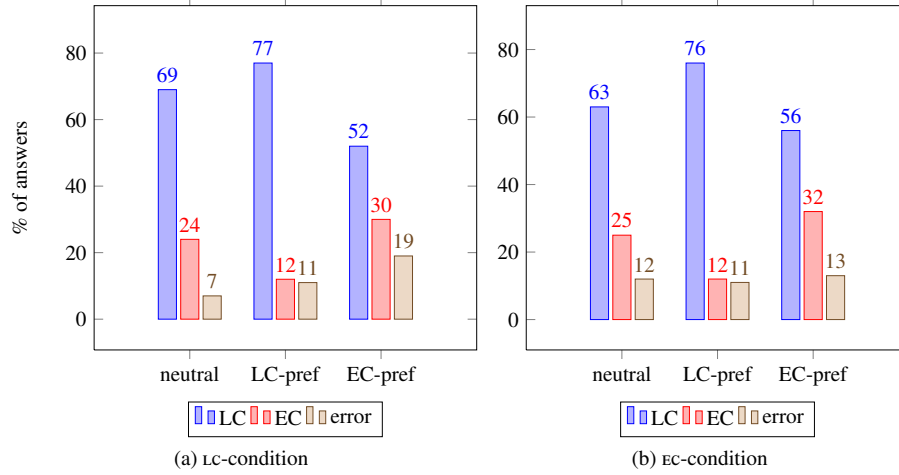 % of answers
80
60
40
20
0
69
24
7
77
12
11
52
30
19
neutral
LC-pref
EC-pref
LC EC error
(a) LC-condition
80
60
40
20
0
63
25
12
76
12
11
56
32
13
neutral
LC-pref
EC-pref
LC EC error
(b) EC-condition